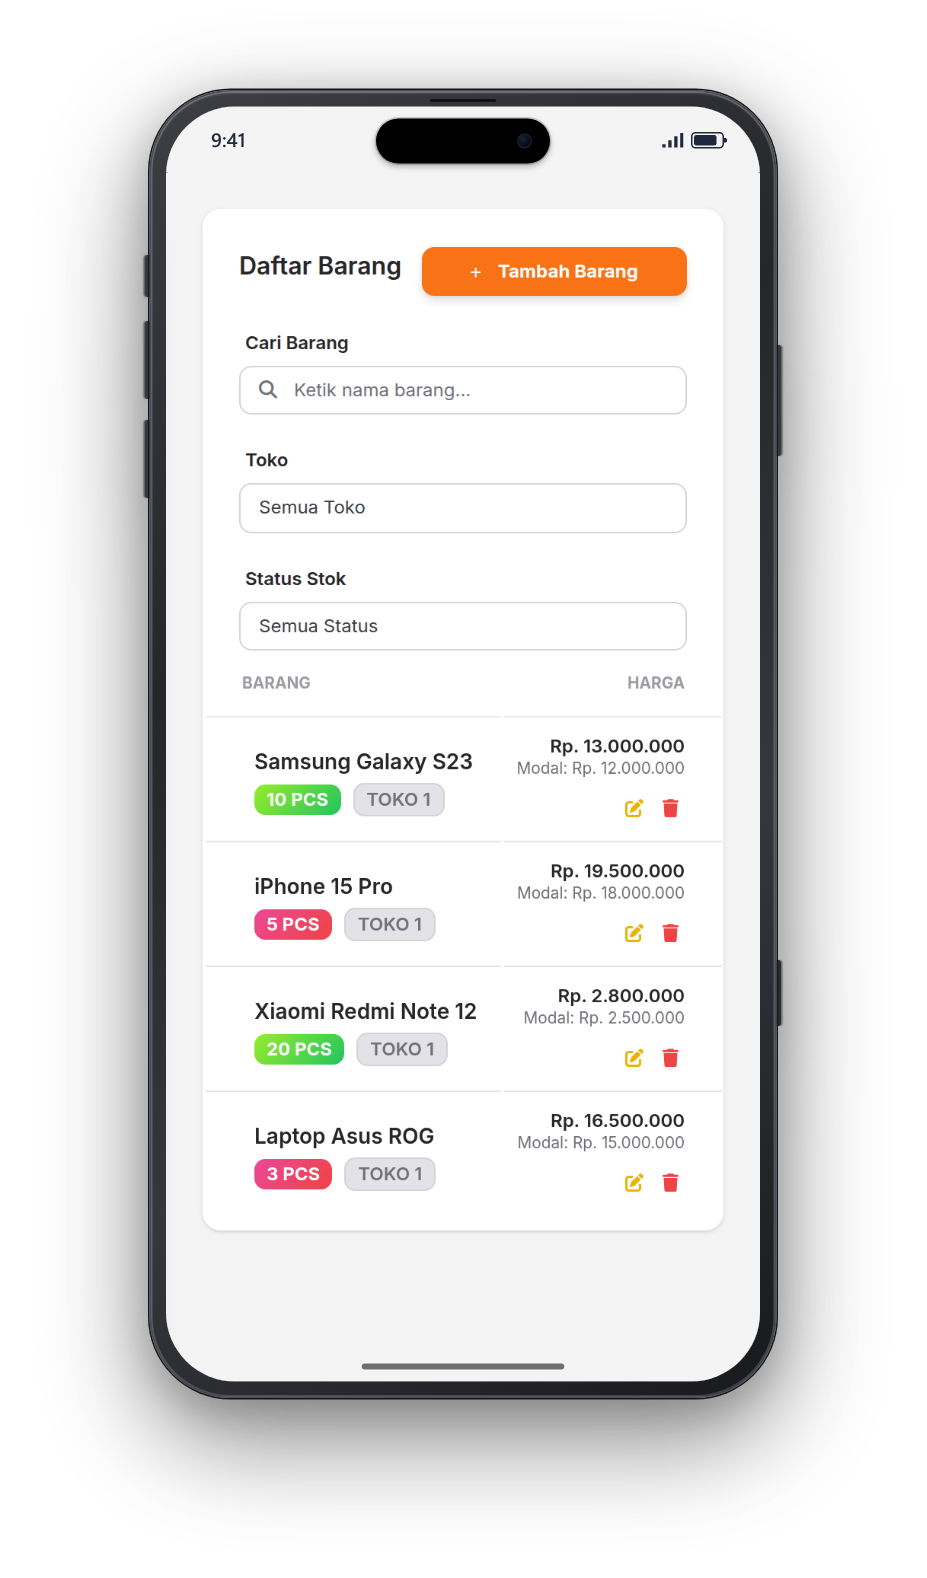 9:41
Daftar Barang
+ Tambah Barang
Cari Barang
Ketik nama barang...
Toko
Semua Toko
Status Stok
Semua Status
BARANG HARGA
Samsung Galaxy S23
10 PCS TOKO 1
Rp. 13.000.000
Modal: Rp. 12.000.000
iPhone 15 Pro
5 PCS TOKO 1
Rp. 19.500.000
Modal: Rp. 18.000.000
Xiaomi Redmi Note 12
20 PCS TOKO 1
Rp. 2.800.000
Modal: Rp. 2.500.000
Laptop Asus ROG
3 PCS TOKO 1
Rp. 16.500.000
Modal: Rp. 15.000.000